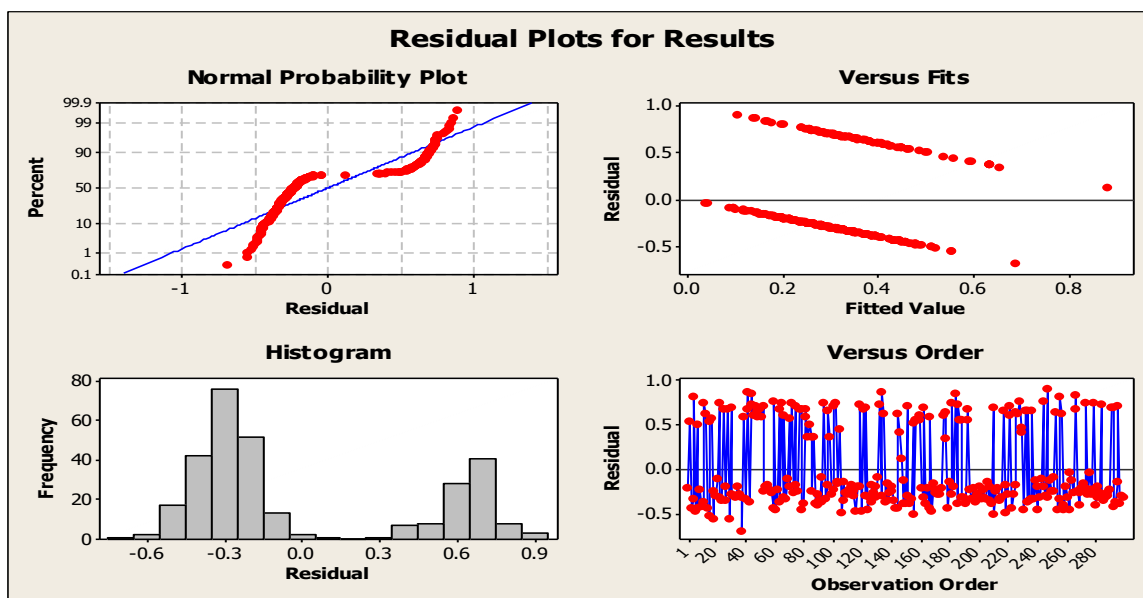 Residual Plots for Results
Normal Probability Plot
99.9
99
90
50
10
1
0.1
Percent
-1 0 1
Residual
Versus Fits
1.0
0.5
0.0
-0.5
Residual
0.0 0.2 0.4 0.6 0.8
Fitted Value
Histogram
80
60
40
20
0
Frequency
-0.6 -0.3 0.0 0.3 0.6 0.9
Residual
Versus Order
1.0
0.5
0.0
-0.5
Residual
1 20 40 60 80 100 120 140 160 180 200 220 240 260 280
Observation Order